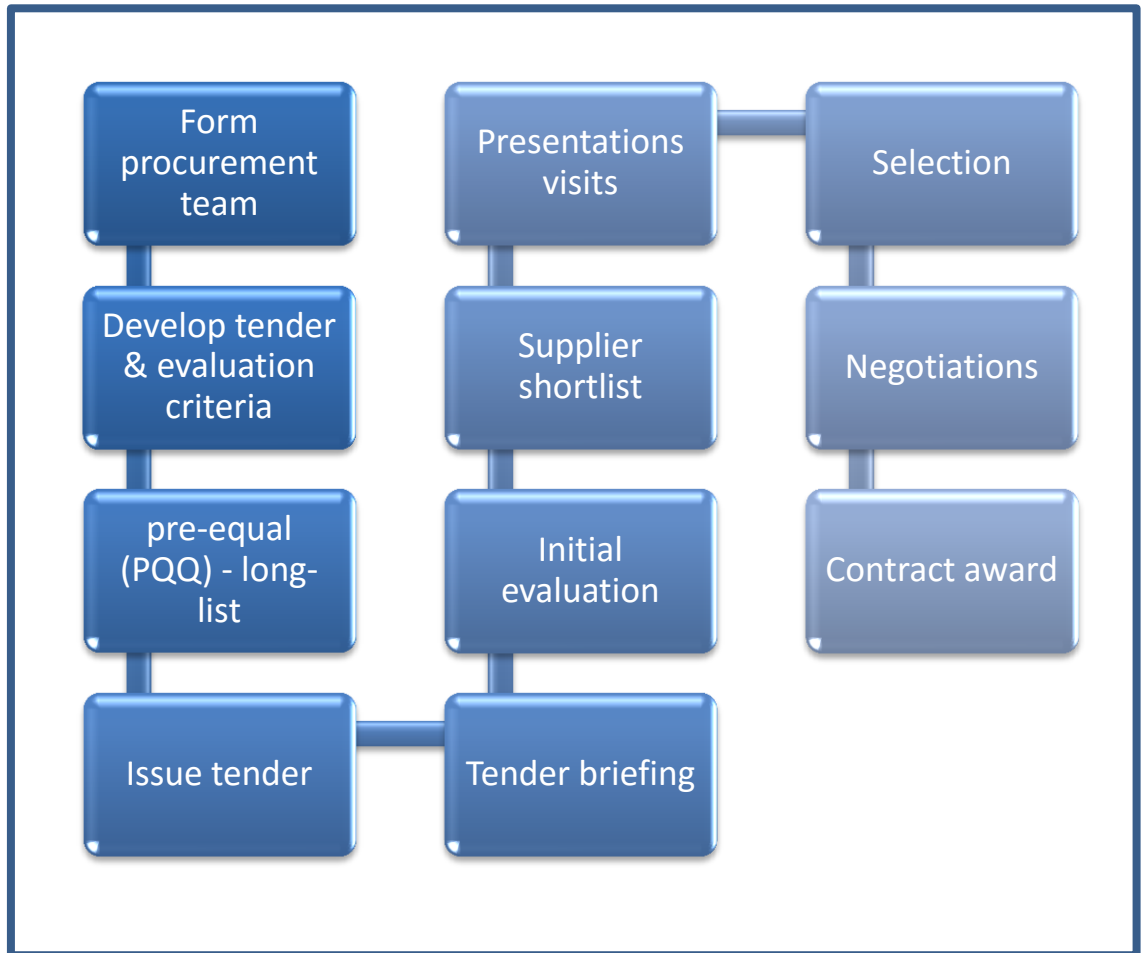 Form
procurement
team
Develop tender
& evaluation
criteria
pre-equal
(PQQ) - long-
list
Issue tender
Tender briefing
Initial
evaluation
Supplier
shortlist
Presentations
visits
Selection
Negotiations
Contract award